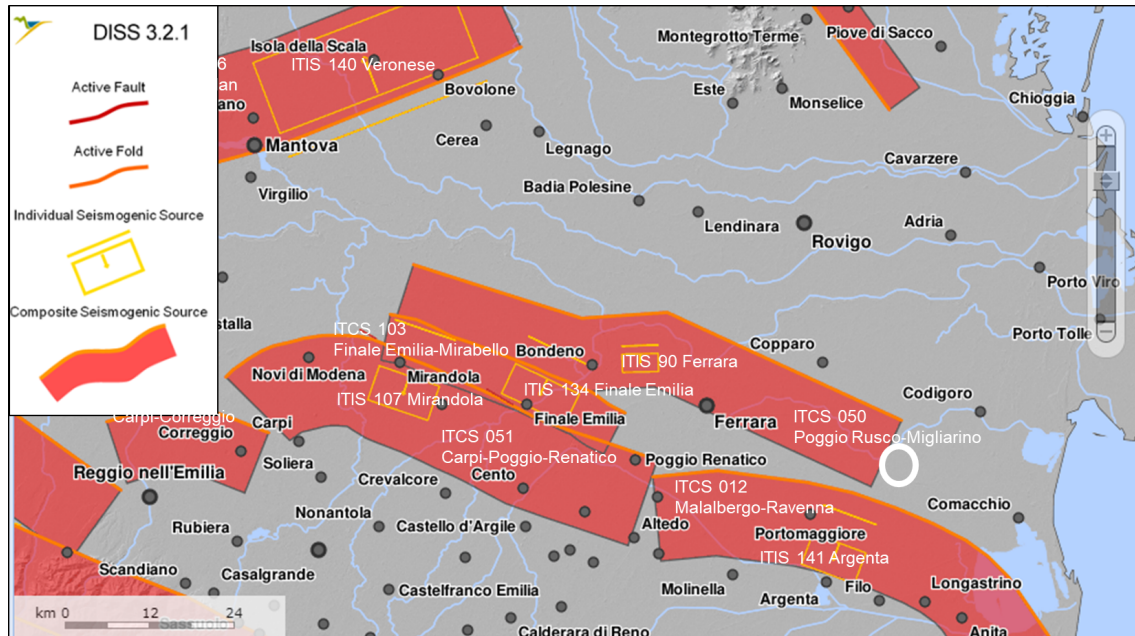 DISS 3.2.1
Active Fault
Active Fold
Individual Seismogenic Source
Composite Seismogenic Source
Isola della Scala
ITIS 140 Veronese
Bovolone
Mantova
Virgilio
Cerea
Legnago
Montegrotto Terme
Piove di Sacco
Este
Monselice
Chioggia
Cavarzere
Badia Polesine
Lendinara
Rovigo
Adria
Porto Viro
Porto Tolle
ITCS 103
Finale Emilia-Mirabello
Bondeno
ITIS 90 Ferrara
Copparo
Novi di Modena
Mirandola
ITIS 107 Mirandola
ITIS 134 Finale Emilia
Finale Emilia
Codigoro
Ferrara
ITCS 050
Poggio Rusco-Migliarino
Carpi-Correggio
Correggio
Carpi
ITCS 051
Carpi-Poggio-Renatico
Soliera
Poggio Renatico
Reggio nell'Emilia
Crevalcore
Cento
ITCS 012
Malalbergo-Ravenna
Comacchio
Rubiera
Nonantola
Castello d'Argile
Altedo
Portomaggiore
ITIS 141 Argenta
Scandiano
Casalgrande
Castelfranco Emilia
Molinella
Argenta
Filo
Longastrino
km 0 12 24
Sassuolo
Calderara di Reno
Anita